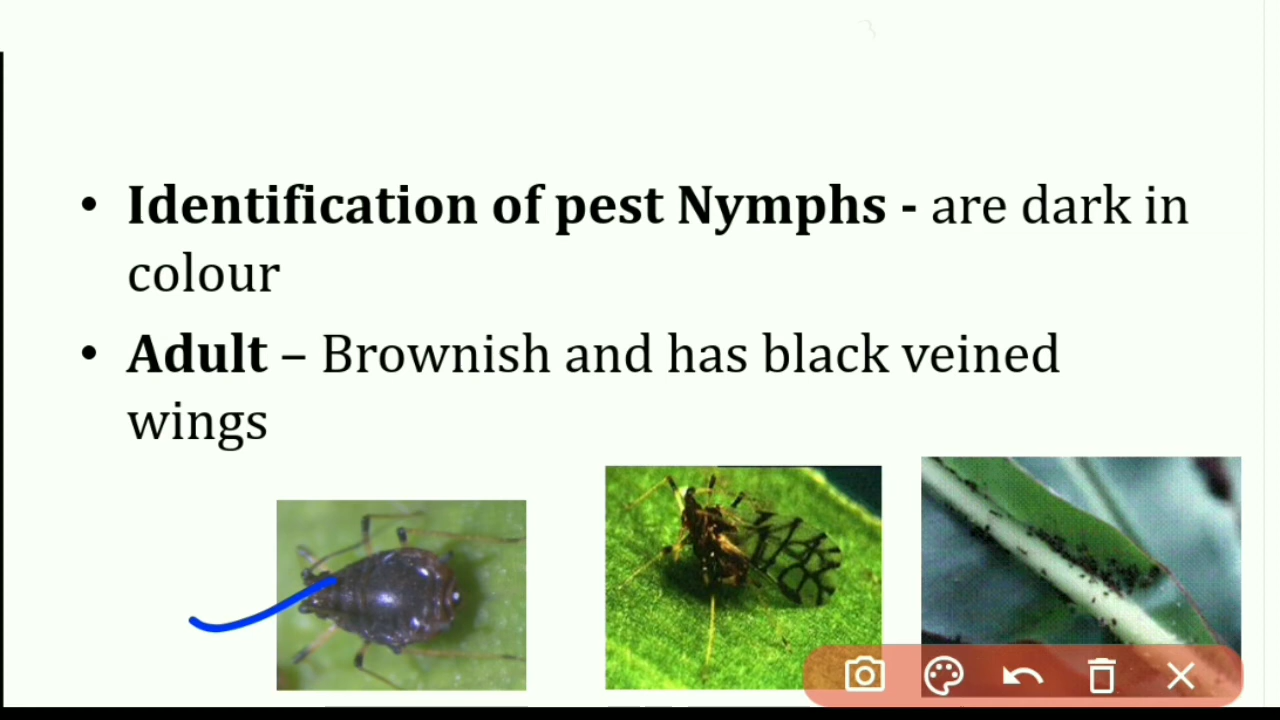 • Identification of pest Nymphs - are dark in
colour
• Adult – Brownish and has black veined
wings